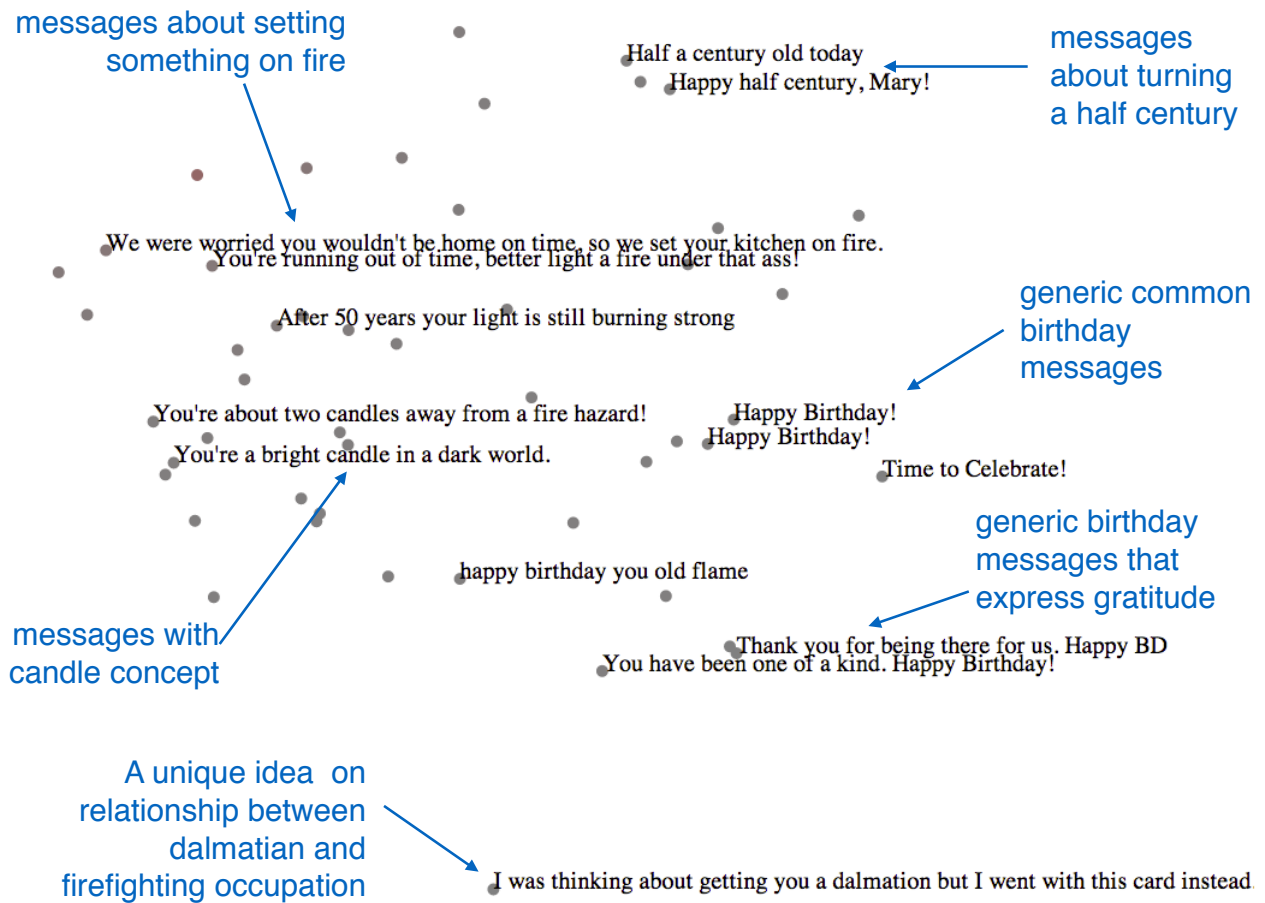 messages about setting
something on fire
Half a century old today
Happy half century, Mary!
messages
about turning
a half century
We were worried you wouldn't be home on time, so we set your kitchen on fire.
You're running out of time, better light a fire under that ass!
After 50 years your light is still burning strong
generic common
birthday
messages
You're about two candles away from a fire hazard!
Happy Birthday!
Happy Birthday!
You're a bright candle in a dark world.
Time to Celebrate!
generic birthday
messages that
express gratitude
happy birthday you old flame
messages with
candle concept
Thank you for being there for us. Happy BD
You have been one of a kind. Happy Birthday!
A unique idea on
relationship between
dalmatian and
firefighting occupation
I was thinking about getting you a dalmation but I went with this card instead.